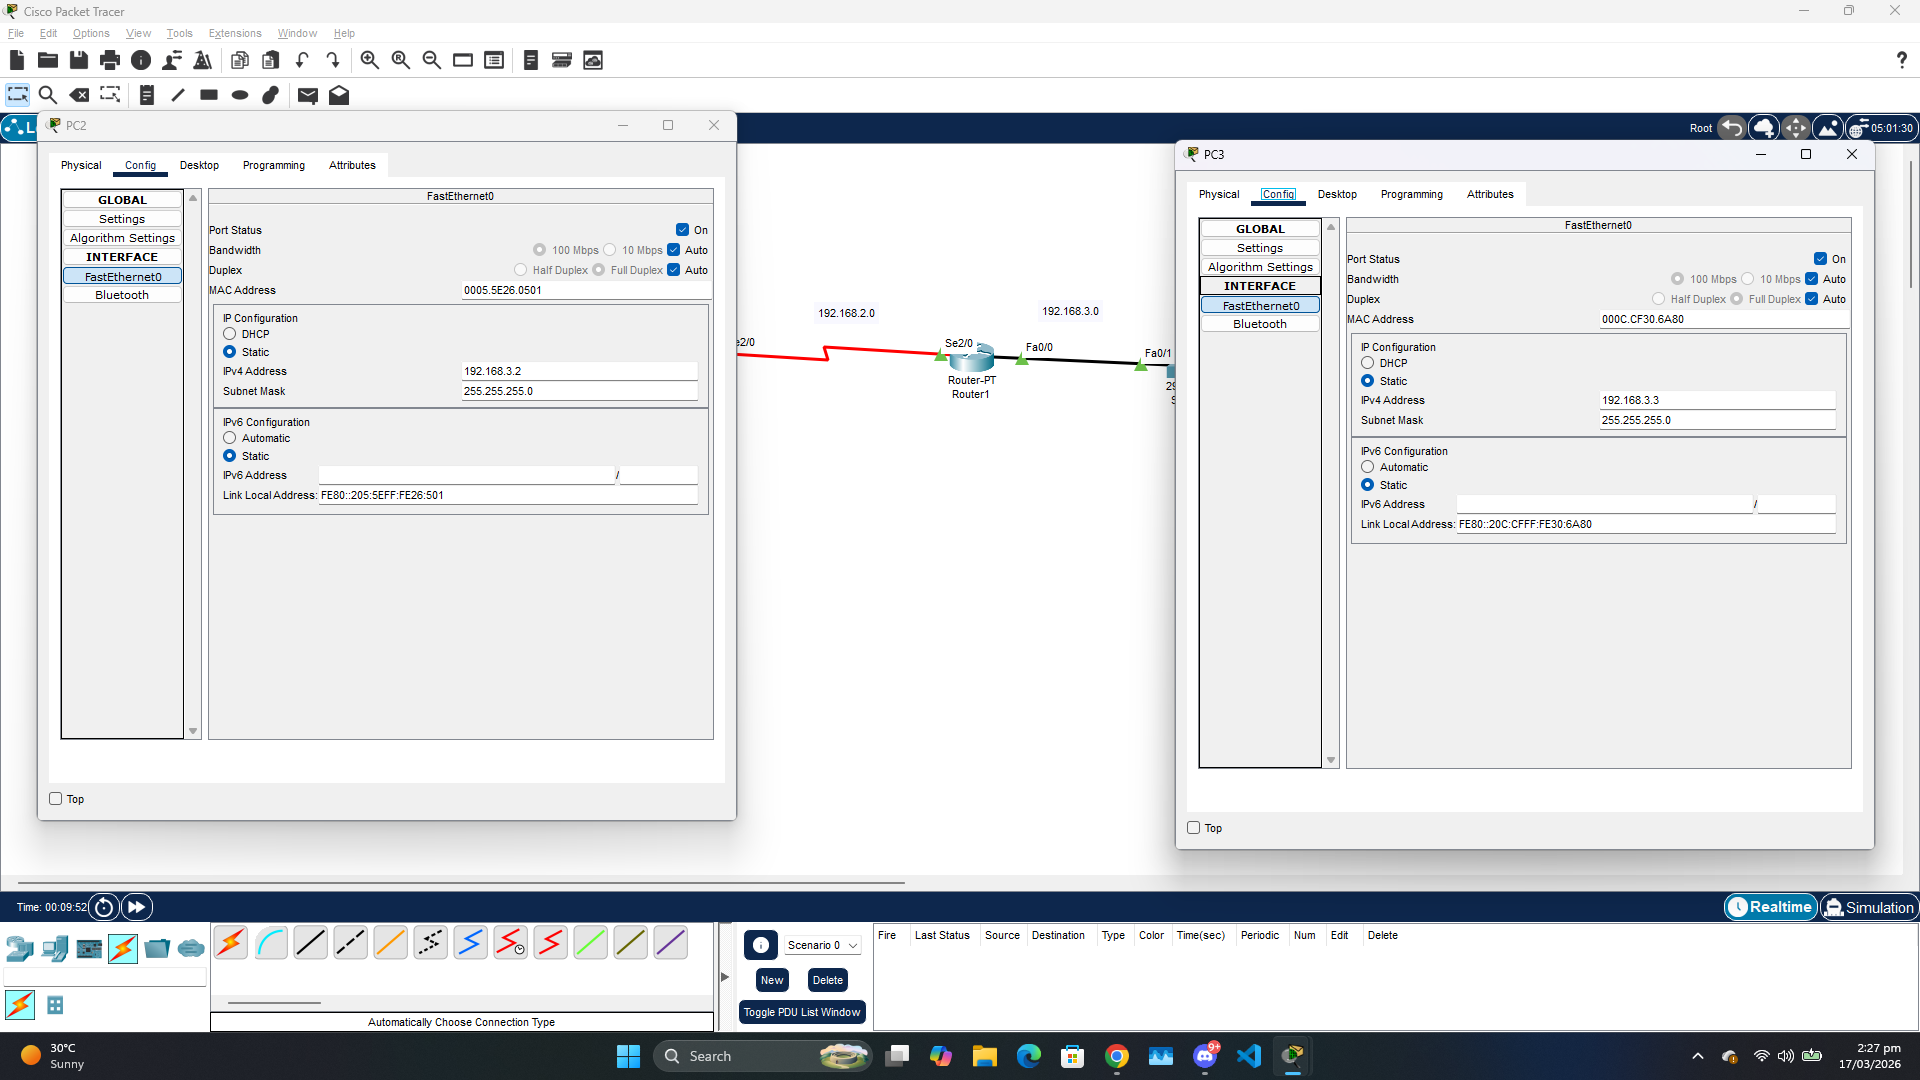 Cisco Packet Tracer
File Edit Options View Tools Extensions Window Help
?
Root 05:01:30
L
PC2
Physical Config Desktop Programming Attributes
GLOBAL
Settings
Algorithm Settings
INTERFACE
FastEthernet0
Bluetooth
FastEthernet0
Port Status On
Bandwidth 100 Mbps 10 Mbps Auto
Duplex Half Duplex Full Duplex Auto
MAC Address 0005.5E26.0501
IP Configuration
DHCP
Static
IPv4 Address 192.168.3.2
Subnet Mask 255.255.255.0
IPv6 Configuration
Automatic
Static
IPv6 Address /
Link Local Address: FE80::205:5EFF:FE26:501
Top
192.168.2.0
192.168.3.0
e2/0
Se2/0
Fa0/0
Fa0/1
Router-PT
Router1
29
S
PC3
Physical Config Desktop Programming Attributes
GLOBAL
Settings
Algorithm Settings
INTERFACE
FastEthernet0
Bluetooth
FastEthernet0
Port Status On
Bandwidth 100 Mbps 10 Mbps Auto
Duplex Half Duplex Full Duplex Auto
MAC Address 000C.CF30.6A80
IP Configuration
DHCP
Static
IPv4 Address 192.168.3.3
Subnet Mask 255.255.255.0
IPv6 Configuration
Automatic
Static
IPv6 Address /
Link Local Address: FE80::20C:CFFF:FE30:6A80
Top
Time: 00:09:52
Realtime Simulation
Automatically Choose Connection Type
Scenario 0
New Delete
Toggle PDU List Window
Fire Last Status Source Destination Type Color Time(sec) Periodic Num Edit Delete
30°C
Sunny
Search
9+
2:27 pm
17/03/2026